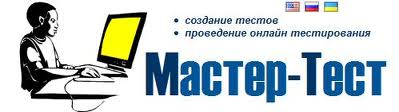 • создание тестов
• проведение онлайн тестирования
Мастер-Тест